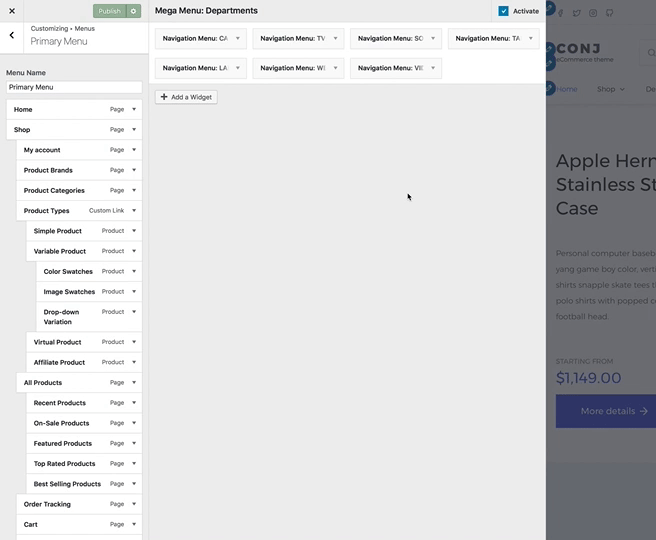 Publish
Mega Menu: Departments
Activate
Customizing • Menus
Primary Menu
Menu Name
Primary Menu
Home Page
Shop Page
My account Page
Product Brands Page
Product Categories Page
Product Types Custom Link
Simple Product Product
Variable Product Product
Color Swatches Product
Image Swatches Product
Drop-down Product
Variation
Virtual Product Product
Affiliate Product Product
All Products Page
Recent Products Page
On-Sale Products Page
Featured Products Page
Top Rated Products Page
Best Selling Products Page
Order Tracking Page
Cart Page
Navigation Menu: CA
Navigation Menu: TV
Navigation Menu: SO
Navigation Menu: TA
Navigation Menu: LA
Navigation Menu: WI
Navigation Menu: VI
Add a Widget
CONJ
eCommerce theme
Home Shop De
Apple Herm
Stainless St
Case
Personal computer baseb
yang game boy color, verti
shirts snapple skate tees t
polo shirts with popped c
football head.
STARTING FROM
$1,149.00
More details